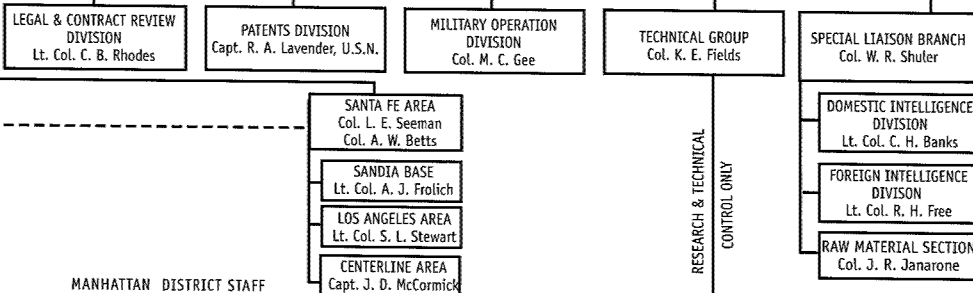 LEGAL & CONTRACT REVIEW
DIVISION
Lt. Col. C. B. Rhodes
PATENTS DIVISION
Capt. R. A. Lavender, U.S.N.
MILITARY OPERATION
DIVISION
Col. M. C. Gee
TECHNICAL GROUP
Col. K. E. Fields
SPECIAL LIAISON BRANCH
Col. W. R. Shuler
SANTA FE AREA
Col. L. E. Seeman
Col. A. W. Betts
SANDIA BASE
Lt. Col. A. J. Frolich
LOS ANGELES AREA
Lt. Col. S. L. Stewart
CENTERLINE AREA
Capt. J. D. McCormick
MANHATTAN DISTRICT STAFF
RESEARCH & TECHNICAL
CONTROL ONLY
DOMESTIC INTELLIGENCE
DIVISION
Lt. Col. C. H. Banks
FOREIGN INTELLIGENCE
DIVISON
Lt. Col. R. H. Free
RAW MATERIAL SECTION
Col. J. R. Janarone